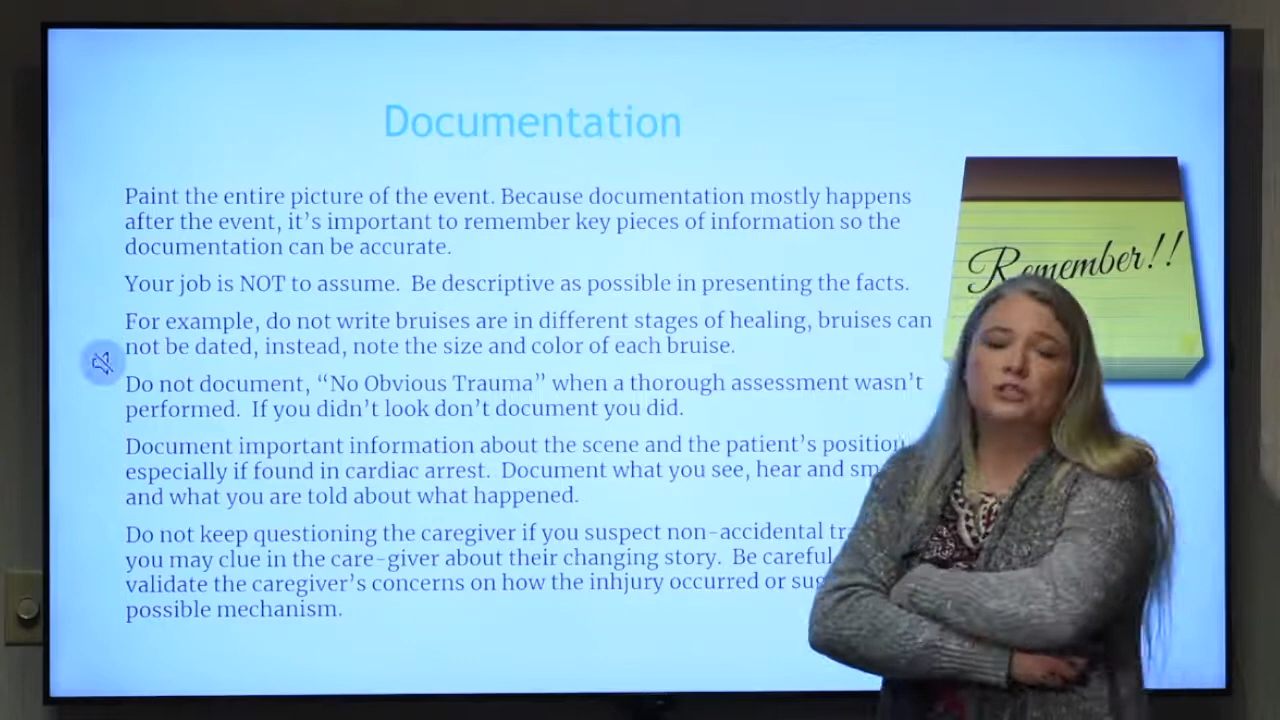 Documentation
Paint the entire picture of the event. Because documentation mostly happens
after the event, it’s important to remember key pieces of information so the
documentation can be accurate.
Your job is NOT to assume.  Be descriptive as possible in presenting the facts.
For example, do not write bruises are in different stages of healing, bruises can
not be dated, instead, note the size and color of each bruise.
Do not document, “No Obvious Trauma” when a thorough assessment wasn’t
performed.  If you didn’t look don’t document you did.
Document important information about the scene and the patient’s position
especially if found in cardiac arrest.  Document what you see, hear and
and what you are told about what happened.
Do not keep questioning the caregiver if you suspect non-accidental
you may clue in the care-giver about their changing story.  Be careful
validate the caregiver’s concerns on how the inhjury occurred or
possible mechanism.
Remember!!